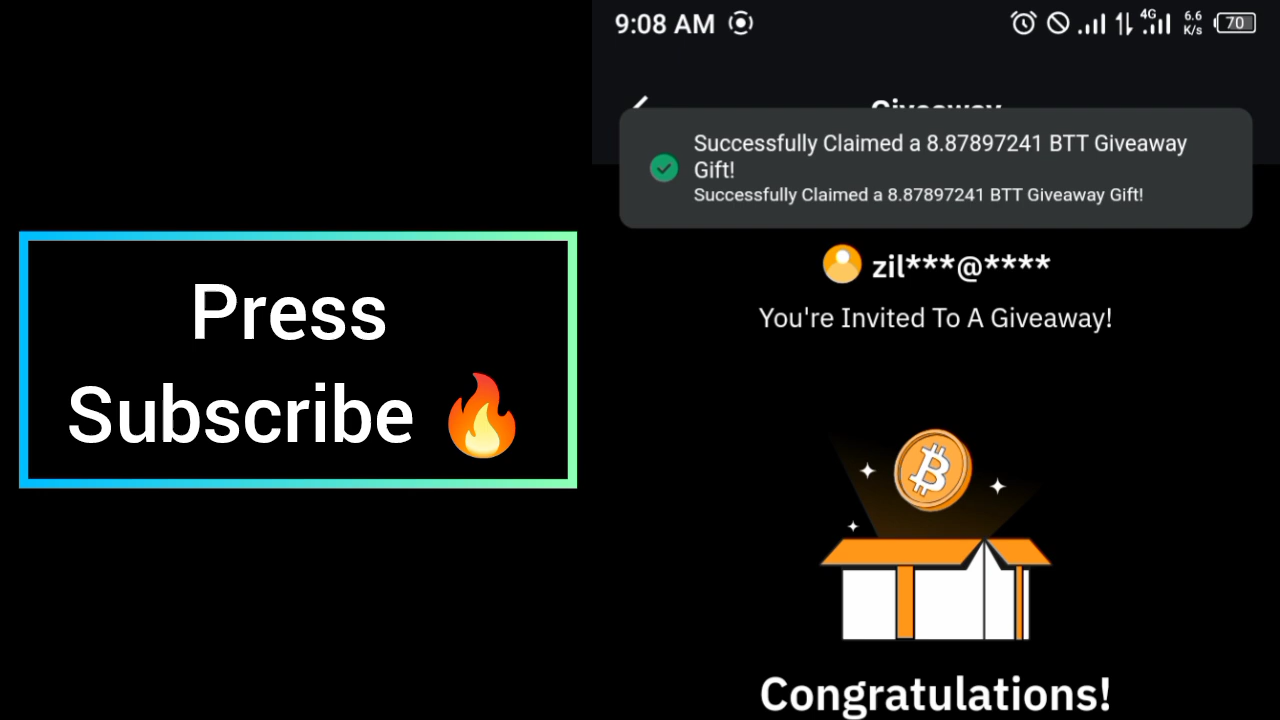 Press
Subscribe 🔥
9:08 AM
4G
6.6
K/s
70
Giveaway
Successfully Claimed a 8.87897241 BTT Giveaway
Gift!
Successfully Claimed a 8.87897241 BTT Giveaway Gift!
zil***@****
You're Invited To A Giveaway!
Congratulations!